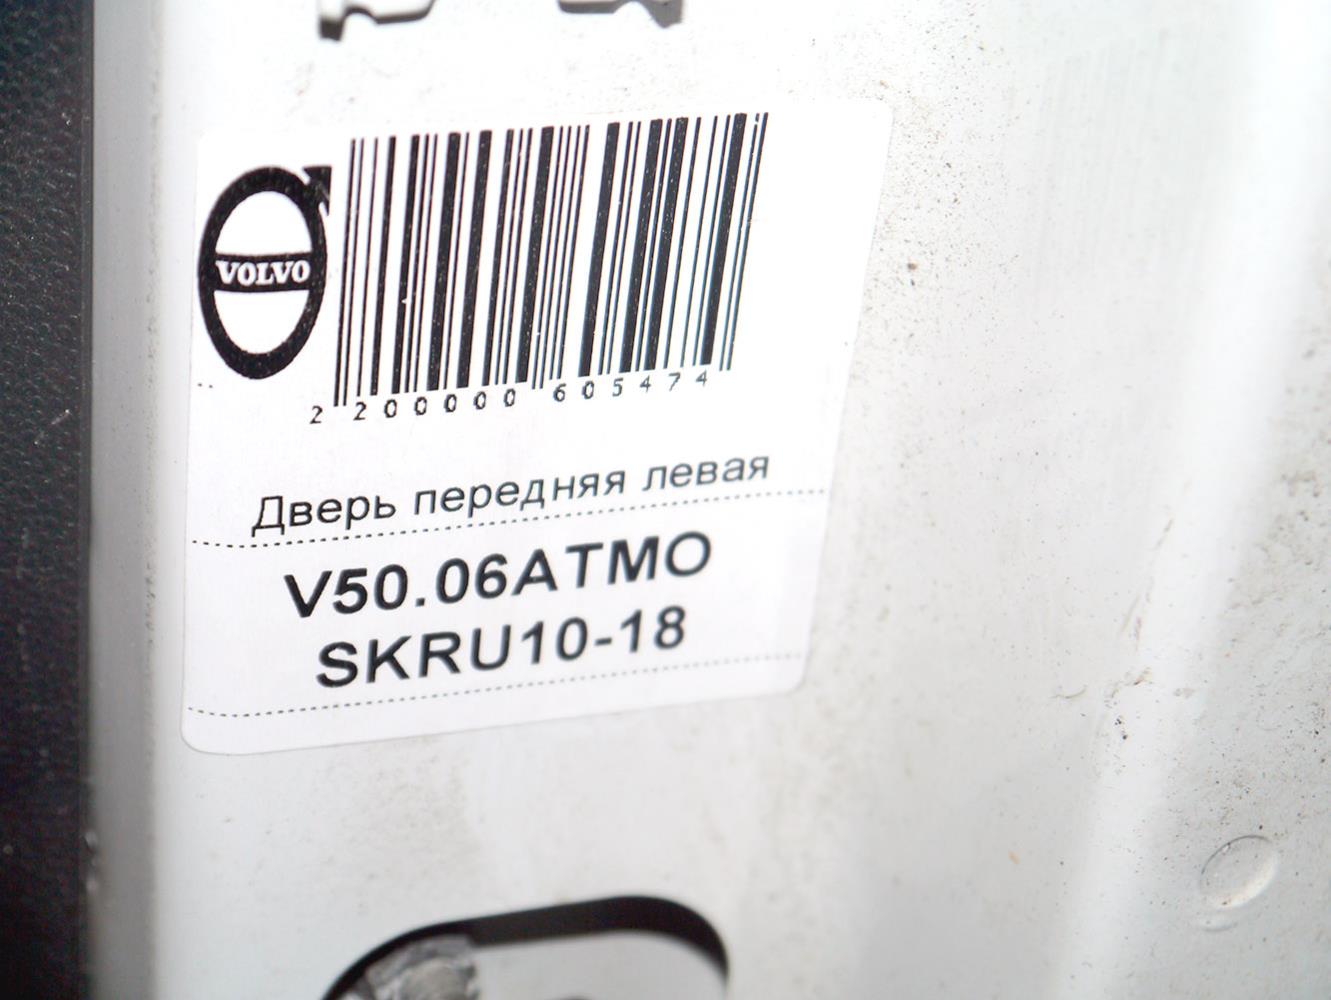 VOLVO
2 200000 605474
Дверь передняя левая
V50.06ATMO
SKRU10-18